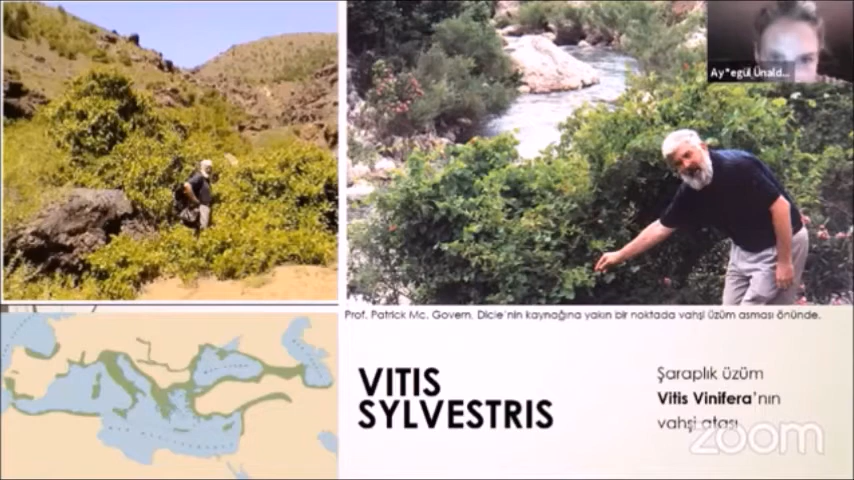 Ay*egül Ünald...
Prof. Patrick Mc. Govern, Dicle'nin kaynağına yakın bir noktada vahşi üzüm asması önünde.
VITIS
SYLVESTRIS
Şaraplık üzüm
Vitis Vinifera'nın
vahşi atası
zoom